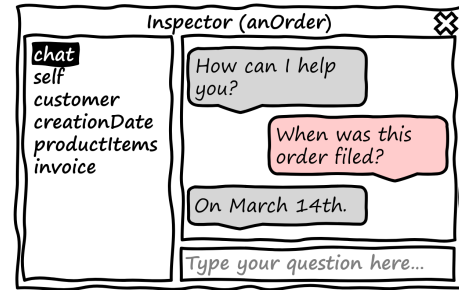 Inspector (anOrder)
chat
self
customer
creationDate
productItems
invoice
How can I help
you?
When was this
order filed?
On March 14th.
Type your question here...